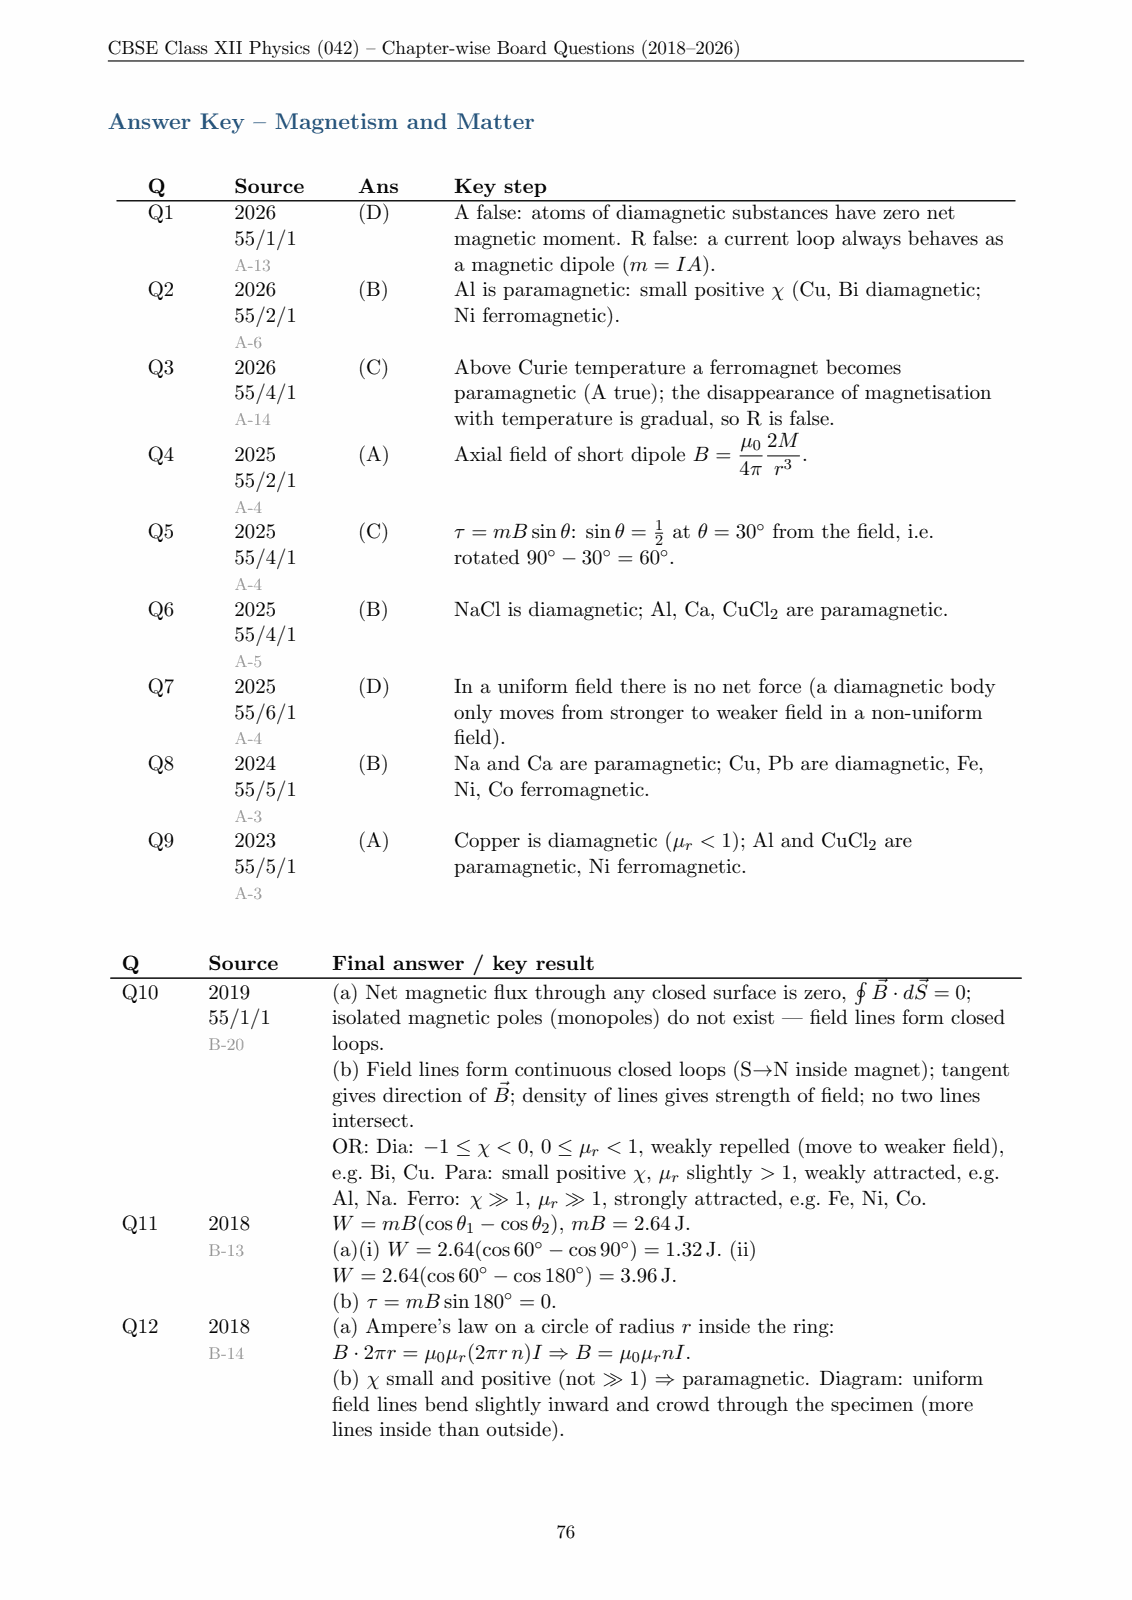 CBSE Class XII Physics (042) – Chapter-wise Board Questions (2018–2026)
Answer Key – Magnetism and Matter
Q Source Ans Key step
Q1 2026 (D) A false: atoms of diamagnetic substances have zero net
55/1/1 magnetic moment. R false: a current loop always behaves as
A-13 a magnetic dipole (m = IA).
Q2 2026 (B) Al is paramagnetic: small positive χ (Cu, Bi diamagnetic;
55/2/1 Ni ferromagnetic).
A-6
Q3 2026 (C) Above Curie temperature a ferromagnet becomes
55/4/1 paramagnetic (A true); the disappearance of magnetisation
A-14 with temperature is gradual, so R is false.
Q4 2025 (A) Axial field of short dipole B = μ₀/4π 2M/r³.
55/2/1
A-4
Q5 2025 (C) τ = mB sin θ: sin θ = 1/2 at θ = 30° from the field, i.e.
55/4/1 rotated 90° − 30° = 60°.
A-4
Q6 2025 (B) NaCl is diamagnetic; Al, Ca, CuCl₂ are paramagnetic.
55/4/1
A-5
Q7 2025 (D) In a uniform field there is no net force (a diamagnetic body
55/6/1 only moves from stronger to weaker field in a non-uniform
A-4 field).
Q8 2024 (B) Na and Ca are paramagnetic; Cu, Pb are diamagnetic, Fe,
55/5/1 Ni, Co ferromagnetic.
A-3
Q9 2023 (A) Copper is diamagnetic (μᵣ < 1); Al and CuCl₂ are
55/5/1 paramagnetic, Ni ferromagnetic.
A-3
Q Source Final answer / key result
Q10 2019 (a) Net magnetic flux through any closed surface is zero, ∮ B⃗ · dS⃗ = 0;
55/1/1 isolated magnetic poles (monopoles) do not exist — field lines form closed
B-20 loops.
(b) Field lines form continuous closed loops (S→N inside magnet); tangent
gives direction of B⃗; density of lines gives strength of field; no two lines
intersect.
OR: Dia: −1 ≤ χ < 0, 0 ≤ μᵣ < 1, weakly repelled (move to weaker field),
e.g. Bi, Cu. Para: small positive χ, μᵣ slightly > 1, weakly attracted, e.g.
Al, Na. Ferro: χ ≫ 1, μᵣ ≫ 1, strongly attracted, e.g. Fe, Ni, Co.
Q11 2018 W = mB(cos θ₁ − cos θ₂), mB = 2.64 J.
B-13 (a)(i) W = 2.64(cos 60° − cos 90°) = 1.32 J. (ii)
W = 2.64(cos 60° − cos 180°) = 3.96 J.
(b) τ = mB sin 180° = 0.
Q12 2018 (a) Ampere's law on a circle of radius r inside the ring:
B-14 B · 2πr = μ₀μᵣ(2πr n)I ⇒ B = μ₀μᵣnI.
(b) χ small and positive (not ≫ 1) ⇒ paramagnetic. Diagram: uniform
field lines bend slightly inward and crowd through the specimen (more
lines inside than outside).
76